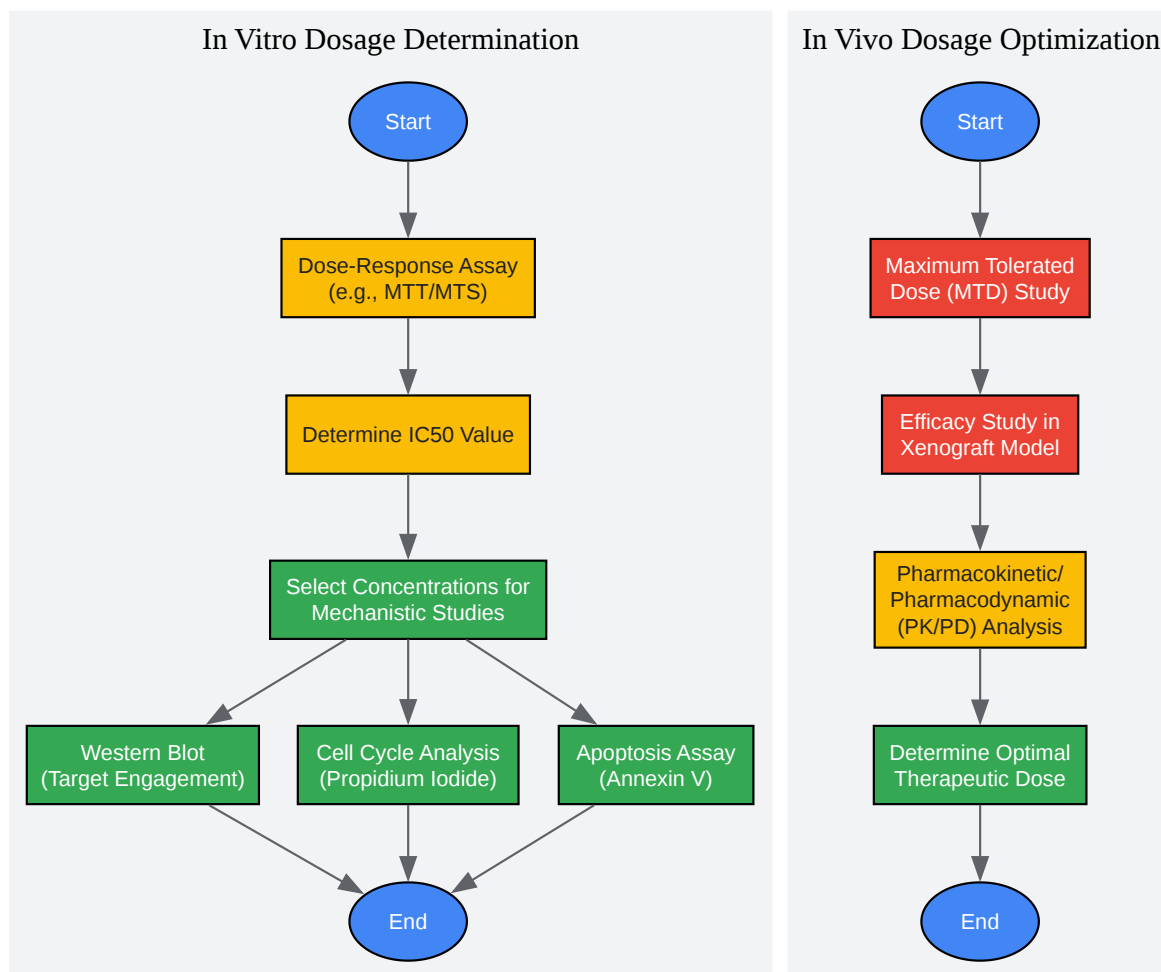 In Vitro Dosage Determination
Start
Dose-Response Assay
(e.g., MTT/MTS)
Determine IC50 Value
Select Concentrations for
Mechanistic Studies
Western Blot
(Target Engagement)
Cell Cycle Analysis
(Propidium Iodide)
Apoptosis Assay
(Annexin V)
End
In Vivo Dosage Optimization
Start
Maximum Tolerated
Dose (MTD) Study
Efficacy Study in
Xenograft Model
Pharmacokinetic/
Pharmacodynamic
(PK/PD) Analysis
Determine Optimal
Therapeutic Dose
End